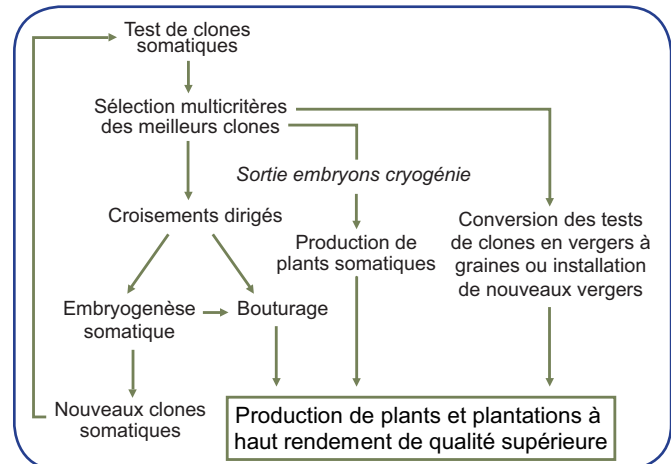 Test de clones
somatiques
Sélection multicritères
des meilleurs clones
Sortie embryons cryogénie
Croisements dirigés
Production de
plants somatiques
Conversion des tests
de clones en vergers à
graines ou installation
de nouveaux vergers
Embryogenèse
somatique
Bouturage
Nouveaux clones
somatiques
Production de plants et plantations à
haut rendement de qualité supérieure